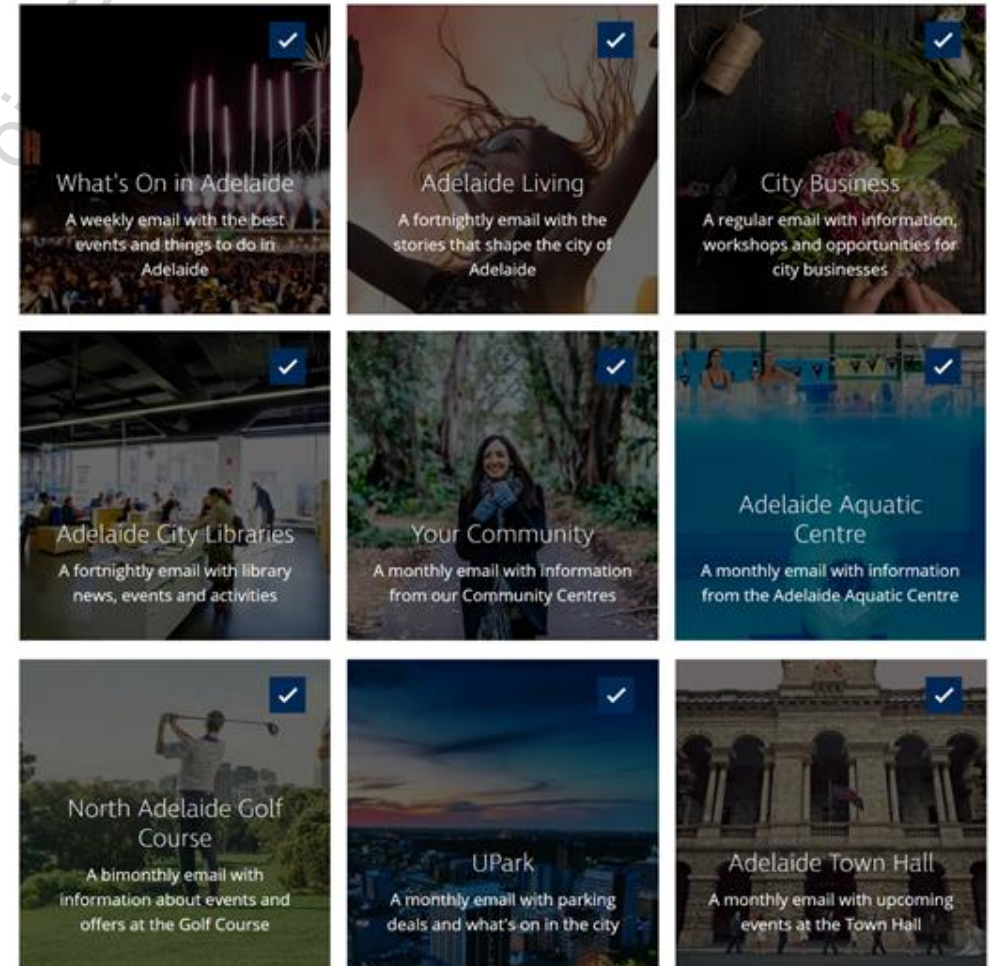 What's On in Adelaide
A weekly email with the best
events and things to do in
Adelaide
Adelaide Living
A fortnightly email with the
stories that shape the city of
Adelaide
City Business
A regular email with information,
workshops and opportunities for
city businesses
Adelaide City Libraries
A fortnightly email with library
news, events and activities
Your Community
A monthly email with information
from our Community Centres
Adelaide Aquatic
Centre
A monthly email with information
from the Adelaide Aquatic Centre
North Adelaide Golf
Course
A bimonthly email with
information about events and
offers at the Golf Course
UPark
A monthly email with parking
deals and what's on in the city
Adelaide Town Hall
A monthly email with upcoming
events at the Town Hall